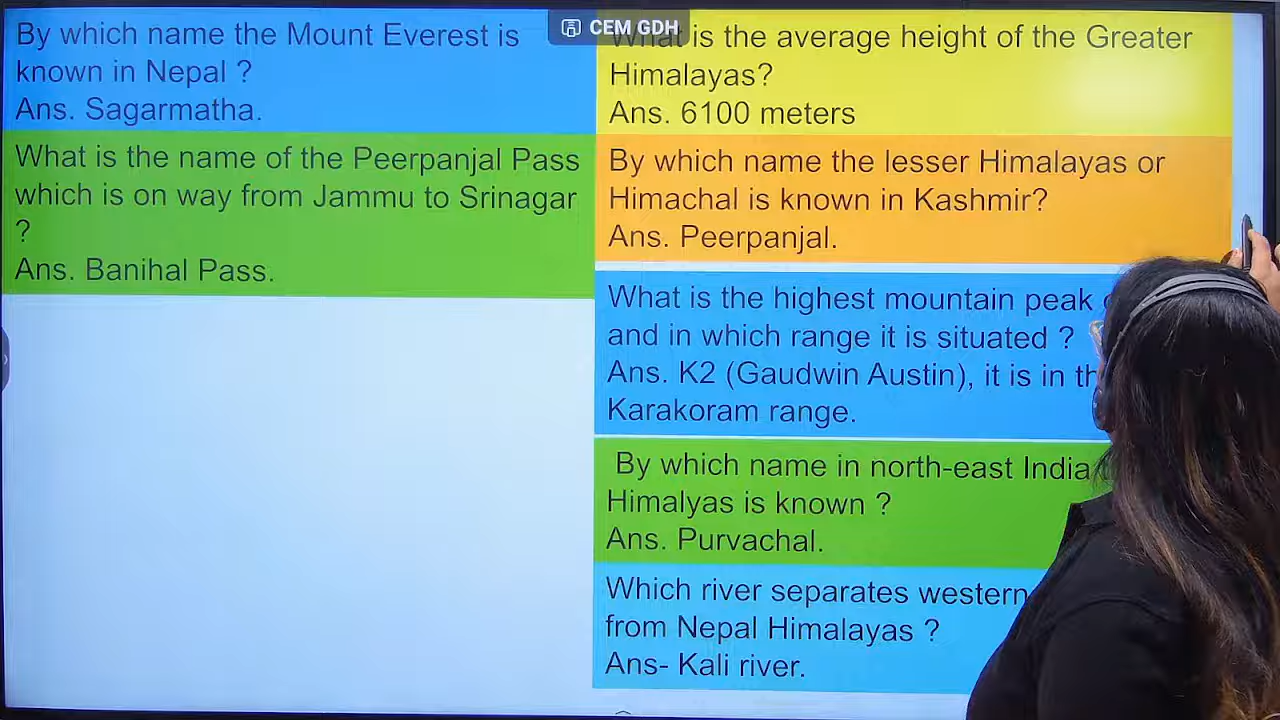 CEM GDH
By which name the Mount Everest is
known in Nepal ?
Ans. Sagarmatha.
What is the name of the Peerpanjal Pass
which is on way from Jammu to Srinagar
?
Ans. Banihal Pass.
What is the average height of the Greater
Himalayas?
Ans. 6100 meters
By which name the lesser Himalayas or
Himachal is known in Kashmir?
Ans. Peerpanjal.
What is the highest mountain peak
and in which range it is situated ?
Ans. K2 (Gaudwin Austin), it is in
Karakoram range.
By which name in north-east India
Himalyas is known ?
Ans. Purvachal.
Which river separates western
from Nepal Himalayas ?
Ans- Kali river.